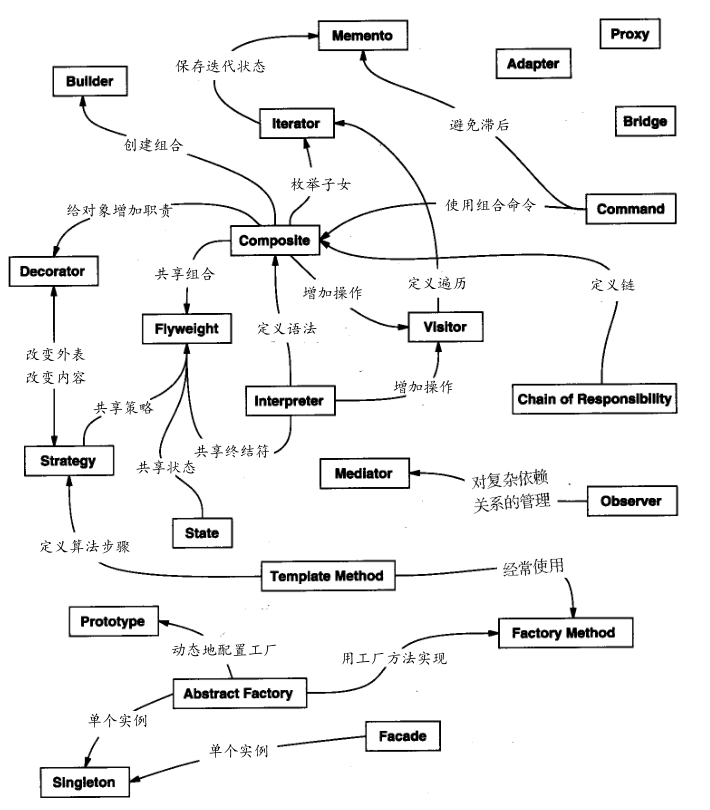 Memento
Proxy
Adapter
保存迭代状态
Builder
Iterator
避免滞后
Bridge
创建组合
枚举子女
给对象增加职责
使用组合命令
Command
Composite
Decorator
共享组合
增加操作
定义遍历
定义链
Flyweight
定义语法
Visitor
改变外表
改变内容
增加操作
共享策略
Interpreter
Chain of Responsibility
共享终结符
Strategy
共享状态
Mediator
对复杂依赖
关系的管理
Observer
State
定义算法步骤
Template Method
经常使用
Prototype
Factory Method
动态地配置工厂
用工厂方法实现
Abstract Factory
单个实例
Facade
单个实例
Singleton